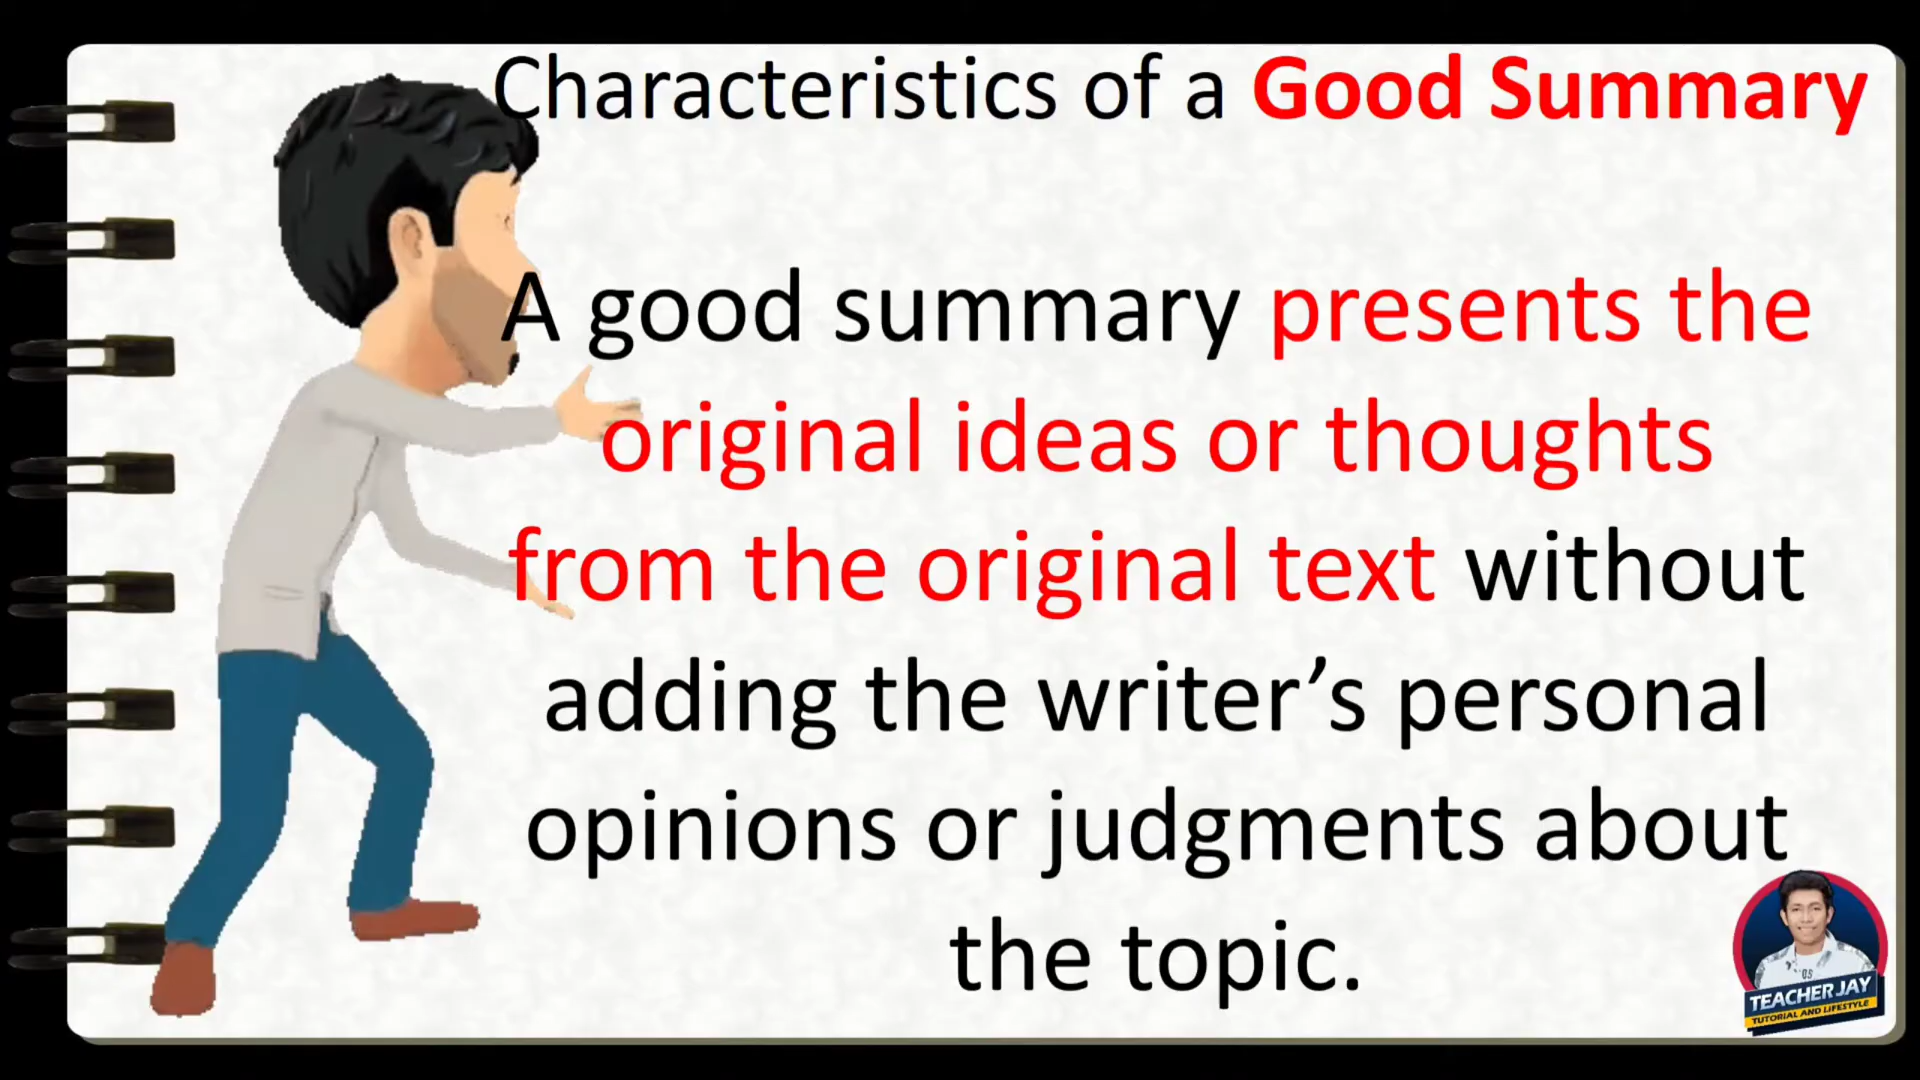 Characteristics of a Good Summary
A good summary presents the
original ideas or thoughts
from the original text without
adding the writer’s personal
opinions or judgments about
the topic.
TEACHER JAY
TUTORIAL AND LIFESTYLE